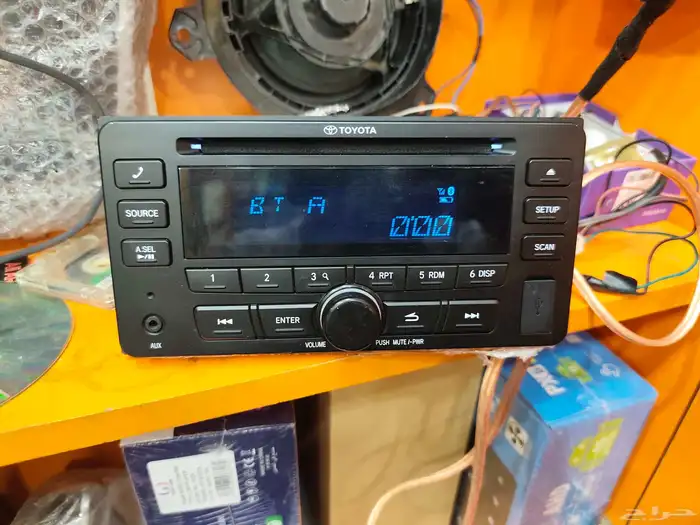 TOYOTA
BT A
0'00
SOURCE
A.SEL
SETUP
SCAN
1 2 3 4 RPT 5 RDM 6 DISP
ENTER
AUX
VOLUME PUSH MUTE/-PWR
حراج